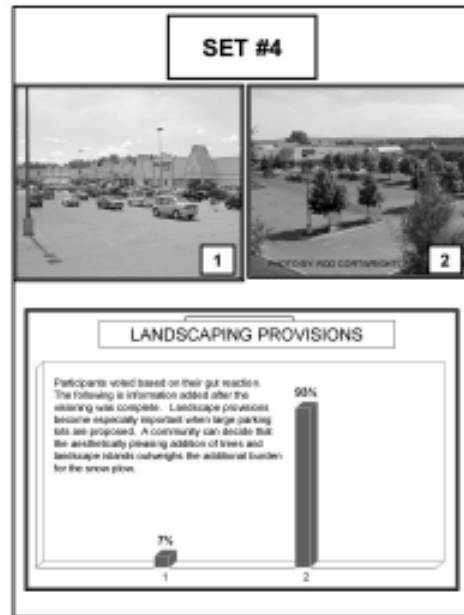 SET #4
1
2
PHOTO BY ROD CORTWRIGHT
LANDSCAPING PROVISIONS
Participants voted based on their gut reaction.
The following is information added after the
visioning was complete. Landscape provisions
become especially important when large parking
lots are proposed. A community can decide that
the aesthetically pleasing addition of trees and
landscape islands outweighs the additional burden
for the snow plow.
93%
7%
1
2